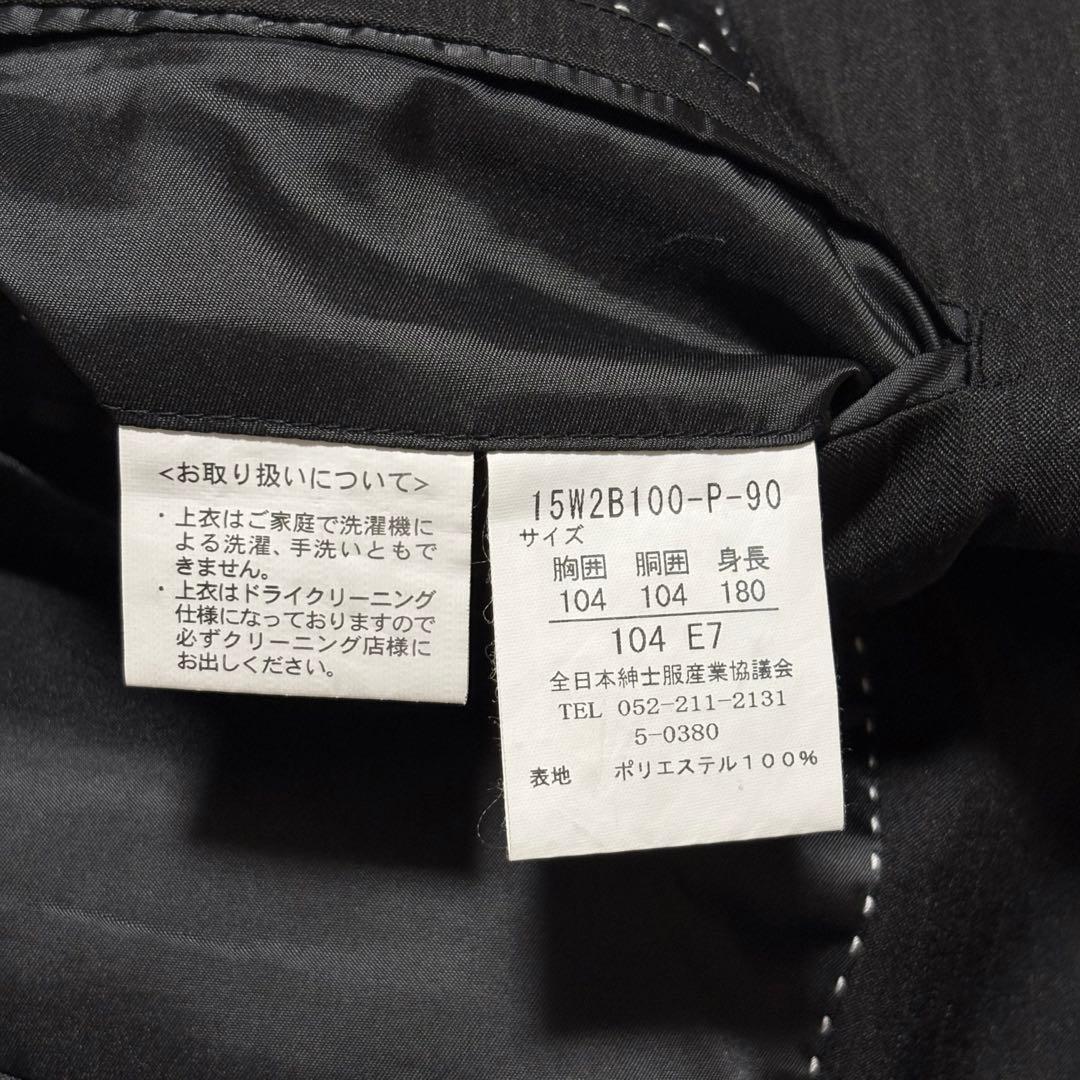 <お取り扱いについて>
・上衣はご家庭で洗濯機に
よる洗濯、手洗いともで
きません。
・上衣はドライクリーニング
仕様になっておりますので
必ずクリーニング店様に
お出しください。
15W2B100-P-90
サイズ
胸囲 胴囲 身長
104 104 180
104 E7
全日本紳士服産業協議会
TEL 052-211-2131
5-0380
表地 ポリエステル100%